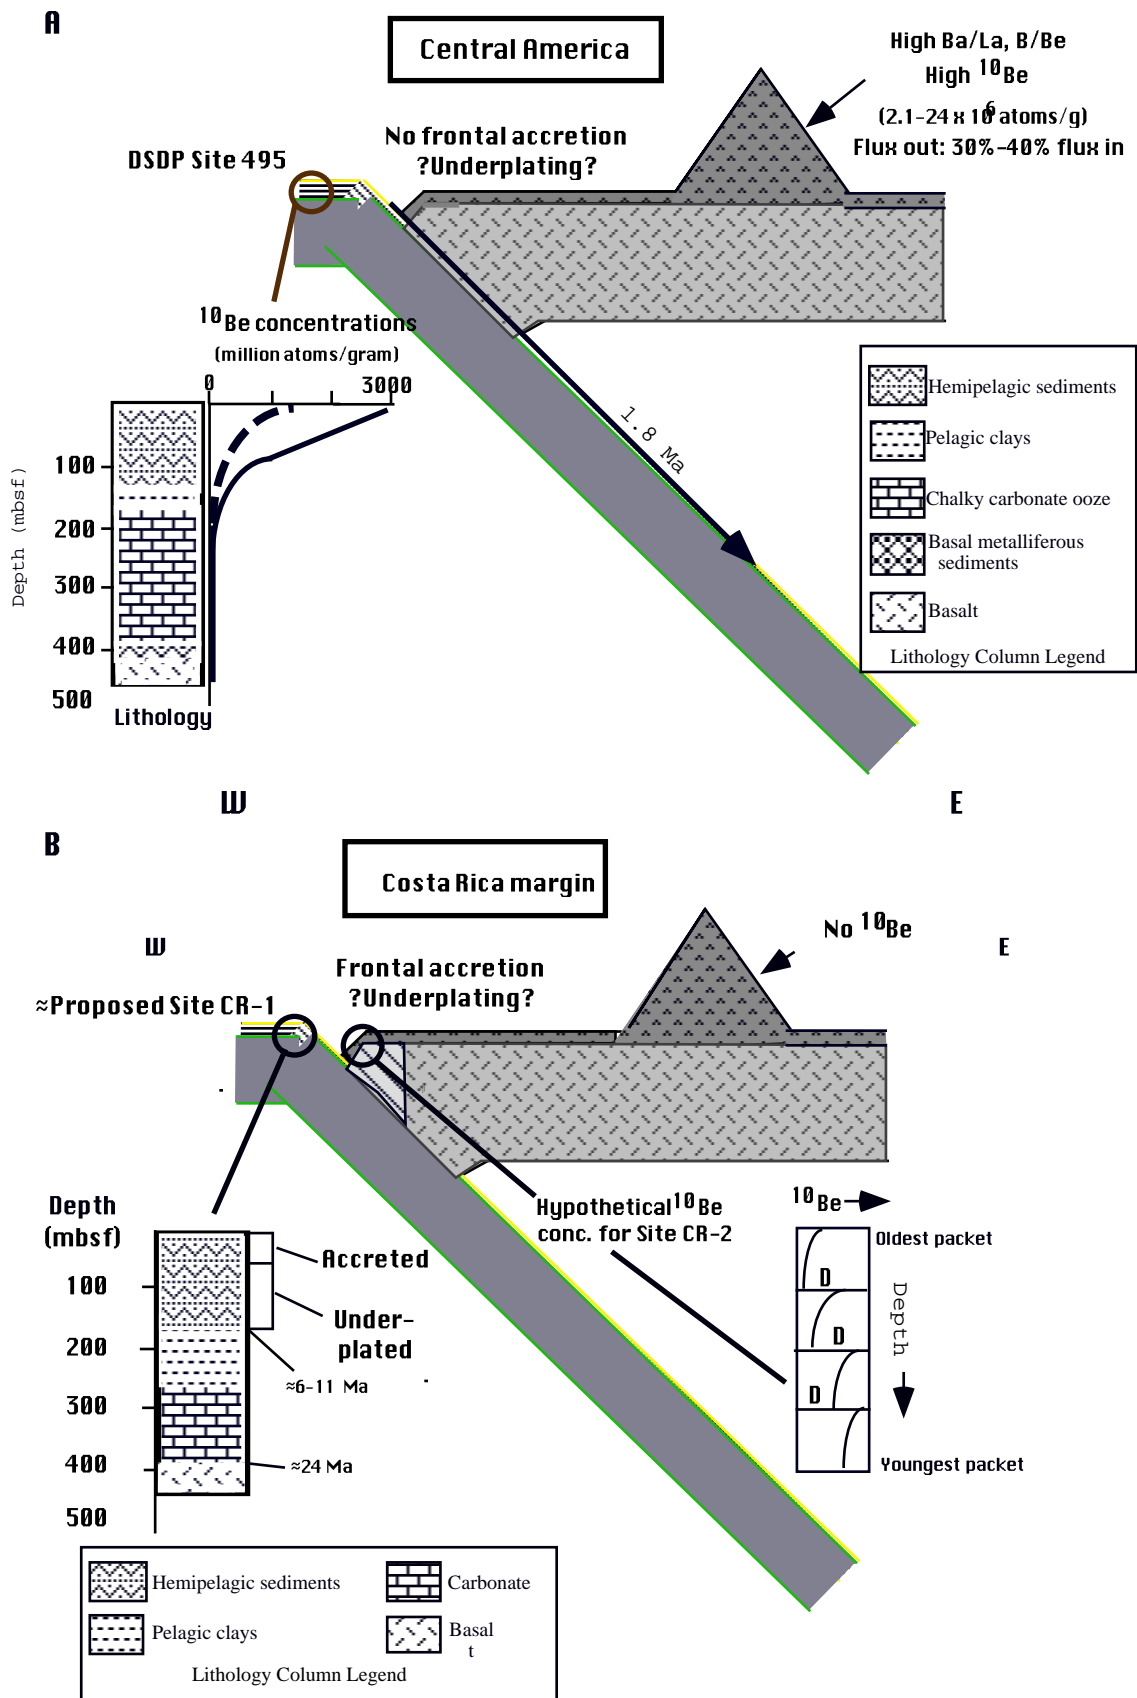 A
Central America
High Ba/La, B/Be
High 10Be
(2.1-24 x 10 6 atoms/g)
Flux out: 30%-40% flux in
No frontal accretion
?Underplating?
DSDP Site 495
10Be concentrations
(million atoms/gram)
0 3000
1.8 Ma
Depth (mbsf)
100
200
300
400
500
Lithology
Hemipelagic sediments
Pelagic clays
Chalky carbonate ooze
Basal metalliferous
sediments
Basalt
Lithology Column Legend
W E
B
Costa Rica margin
No 10Be
W E
Frontal accretion
?Underplating?
≈Proposed Site CR-1
Depth
(mbsf)
100
200
300
400
500
Accreted
Under-
plated
≈6-11 Ma
≈24 Ma
Hypothetical 10Be
conc. for Site CR-2
10Be
Oldest packet
D
D
D
Depth
Youngest packet
Hemipelagic sediments
Carbonate
Pelagic clays
Basal
t
Lithology Column Legend